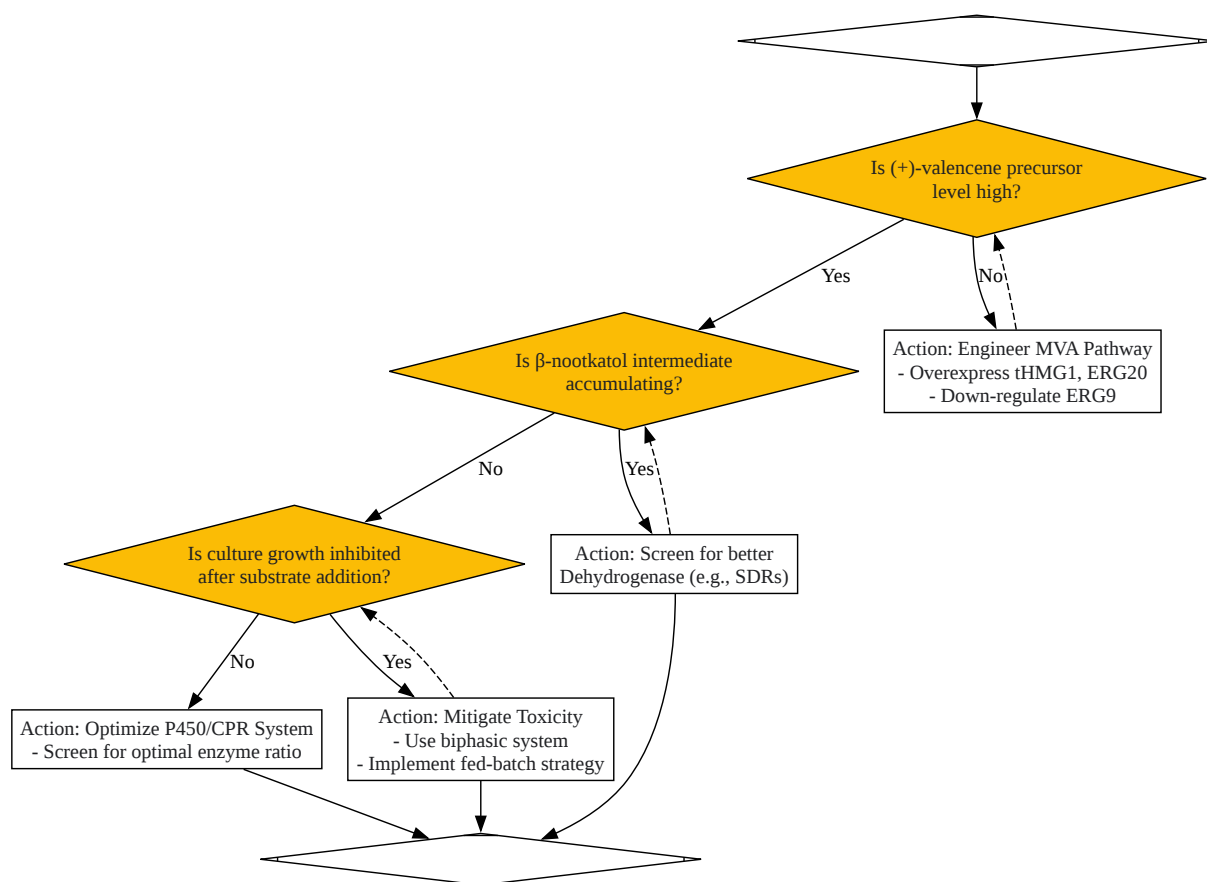 Is (+)-valencene precursor
level high?
Yes
No
Action: Engineer MVA Pathway
- Overexpress tHMG1, ERG20
- Down-regulate ERG9
Is β-nootkatol intermediate
accumulating?
No
Yes
Action: Screen for better
Dehydrogenase (e.g., SDRs)
Is culture growth inhibited
after substrate addition?
No
Yes
Action: Optimize P450/CPR System
- Screen for optimal enzyme ratio
Action: Mitigate Toxicity
- Use biphasic system
- Implement fed-batch strategy